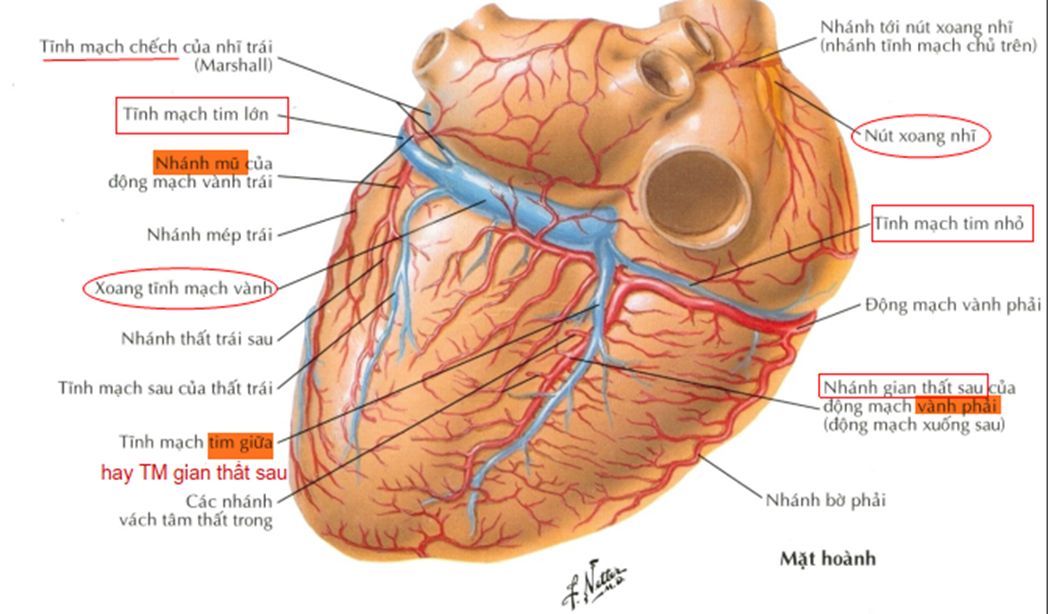 Tĩnh mạch chếch của nhĩ trái
(Marshall)
Tĩnh mạch tim lớn
Nhánh mũ của
động mạch vành trái
Nhánh mép trái
Xoang tĩnh mạch vành
Nhánh thất trái sau
Tĩnh mạch sau của thất trái
Tĩnh mạch tim giữa
hay TM gian thất sau
Các nhánh
vách tâm thất trong
Nhánh tới nút xoang nhĩ
(nhánh tĩnh mạch chủ trên)
Nút xoang nhĩ
Tĩnh mạch tim nhỏ
Động mạch vành phải
Nhánh gian thất sau của
động mạch vành phải
(động mạch xuống sau)
Nhánh bờ phải
Mặt hoành
F. Netter
M.D.